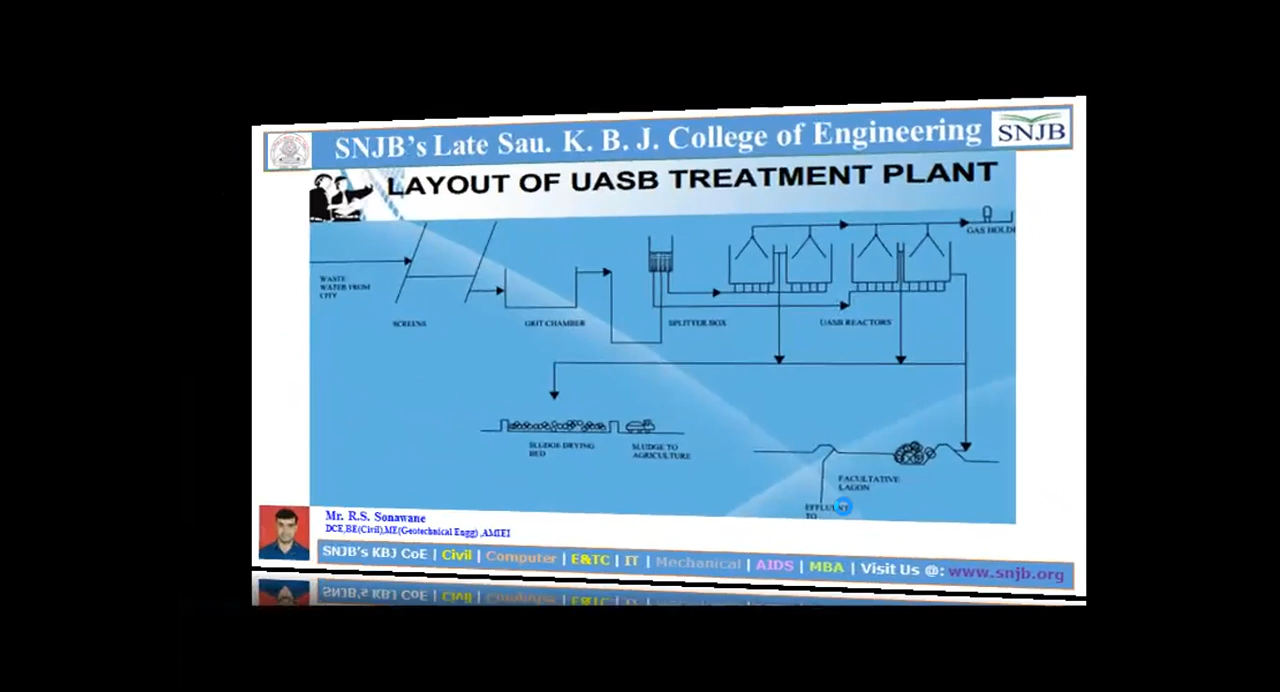 SNJB's Late Sau. K. B. J. College of Engineering
SNJB
LAYOUT OF UASB TREATMENT PLANT
GAS HOLD
WASTE
WATER FROM
CITY
SCREENS
GRIT CHAMBER
SPLITTER BOX
UASB REACTORS
SLUDGE DRYING
BED
SLUDGE TO
AGRICULTURE
FACULTATIVE
LAGON
EFFLUENT
TO
Mr. R.S. Sonawane
DCE,BE(Civil),ME(Geotechnical Engg) ,AMIEI
SNJB's KBJ CoE | Civil | Computer | E&TC | IT | Mechanical | AIDS | MBA | Visit Us @: www.snjb.org